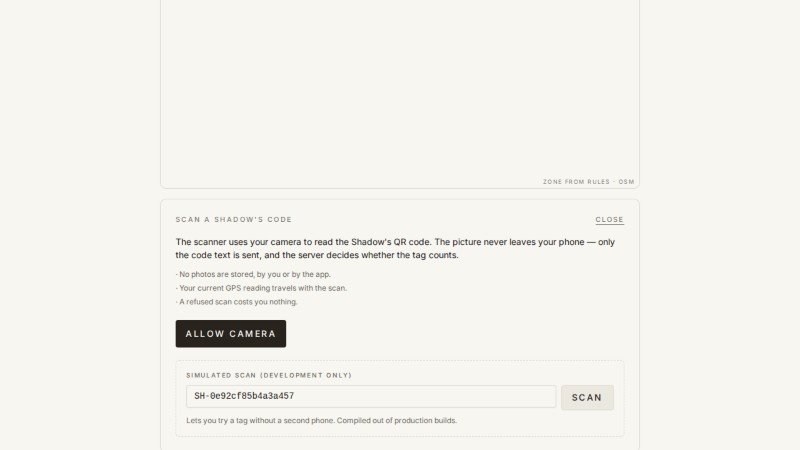 ZONE FROM RULES · OSM
SCAN A SHADOW'S CODE
CLOSE
The scanner uses your camera to read the Shadow's QR code. The picture never leaves your phone — only
the code text is sent, and the server decides whether the tag counts.
· No photos are stored, by you or by the app.
· Your current GPS reading travels with the scan.
· A refused scan costs you nothing.
ALLOW CAMERA
SIMULATED SCAN (DEVELOPMENT ONLY)
SH-0e92cf85b4a3a457
SCAN
Lets you try a tag without a second phone. Compiled out of production builds.